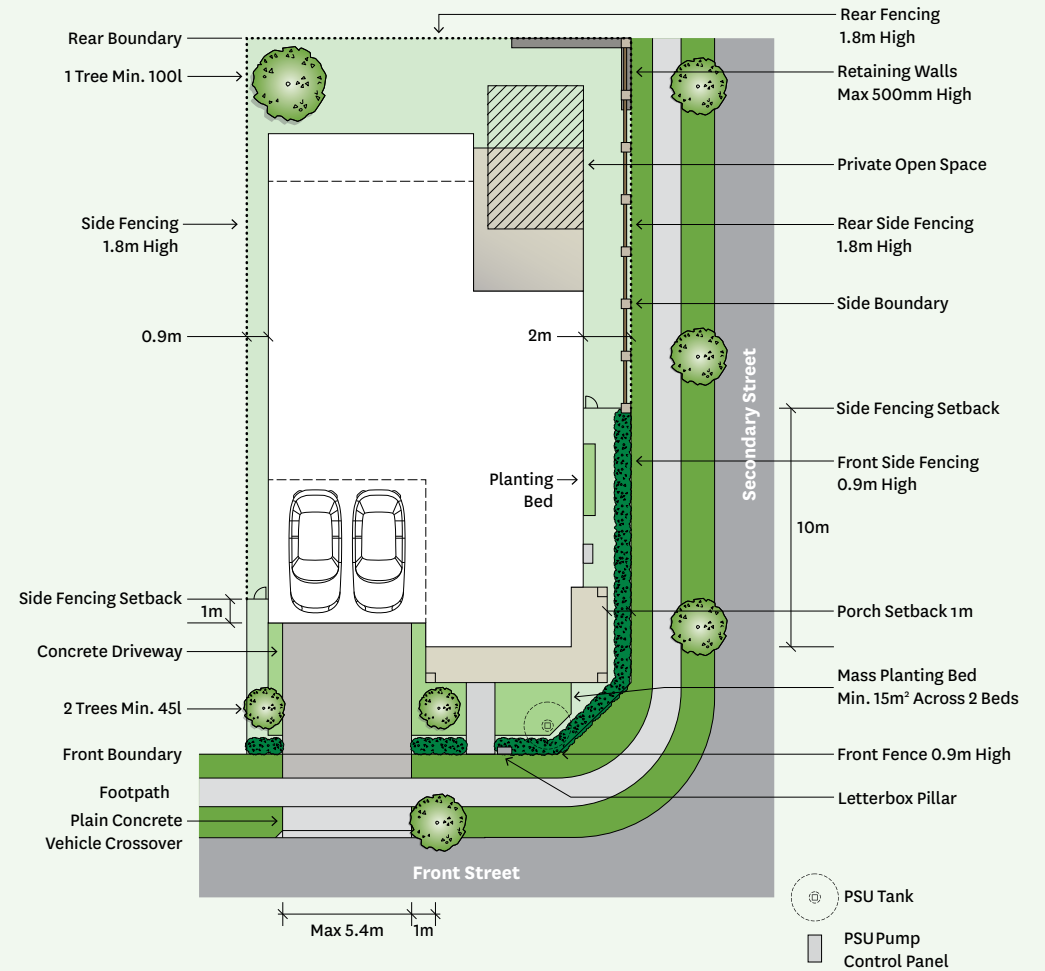 Rear Fencing
1.8m High
Rear Boundary
1 Tree Min. 100l
Retaining Walls
Max 500mm High
Private Open Space
Side Fencing
1.8m High
Rear Side Fencing
1.8m High
Side Boundary
0.9m
2m
Secondary Street
Side Fencing Setback
Front Side Fencing
0.9m High
Planting
Bed
10m
Side Fencing Setback
1m
Porch Setback 1m
Concrete Driveway
Mass Planting Bed
Min. 15m² Across 2 Beds
2 Trees Min. 45l
Front Boundary
Front Fence 0.9m High
Footpath
Letterbox Pillar
Plain Concrete
Vehicle Crossover
Front Street
PSU Tank
Max 5.4m
1m
PSU Pump
Control Panel